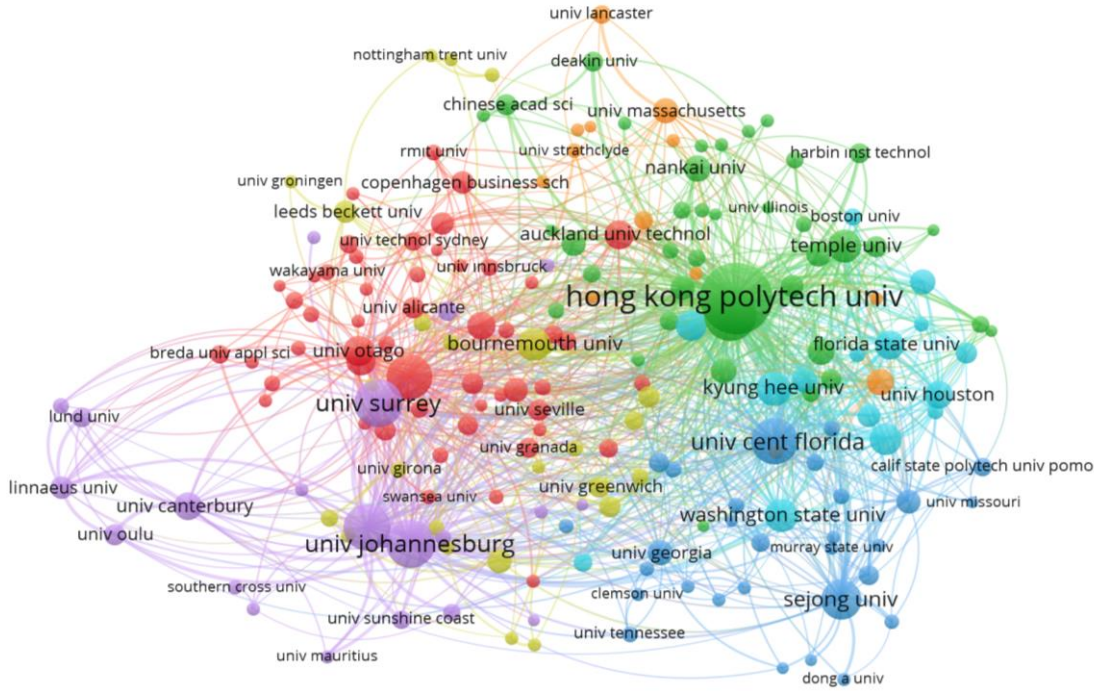 univ lancaster
nottingham trent univ
deakin univ
chinese acad sci
univ massachusetts
rmit univ
univ strathclyde
harbin inst technol
nankai univ
univ groningen
copenhagen business sch
leeds beckett univ
univ illinois
boston univ
univ technol sydney
auckland univ technol
temple univ
wakayama univ
univ innsbruck
hong kong polytech univ
univ alicante
breda univ appl sci
univ otago
bournemouth univ
florida state univ
kyung hee univ
univ houston
univ surrey
univ seville
lund univ
univ granada
univ cent florida
univ girona
calif state polytech univ pomo
linnaeus univ
swansea univ
univ greenwich
univ missouri
univ canterbury
washington state univ
univ oulu
univ johannesburg
univ georgia
murray state univ
southern cross univ
clemson univ
sejong univ
univ sunshine coast
univ tennessee
univ mauritius
dong a univ